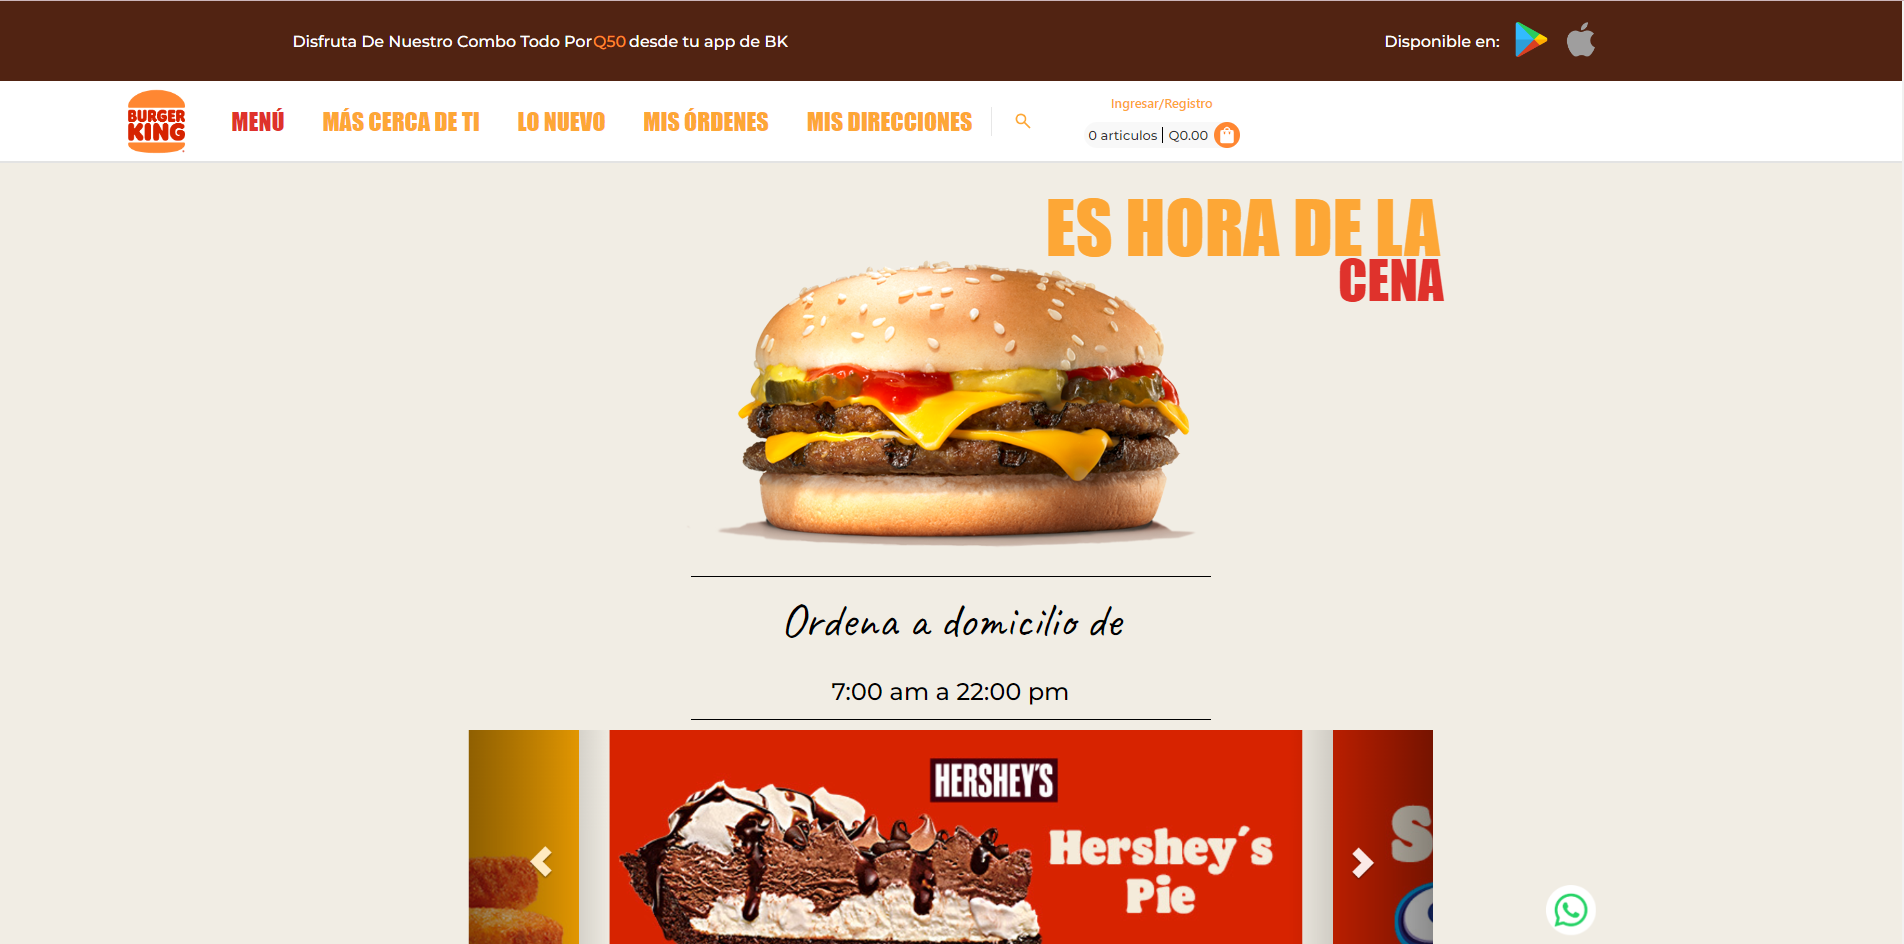 Disfruta De Nuestro Combo Todo PorQ50 desde tu app de BK
Disponible en:
BURGER
KING
MENÚ
MÁS CERCA DE TI
LO NUEVO
MIS ÓRDENES
MIS DIRECCIONES
Ingresar/Registro
0 articulos | Q0.00
ES HORA DE LA
CENA
Ordena a domicilio de
7:00 am a 22:00 pm
HERSHEY'S
Hershey´s
Pie